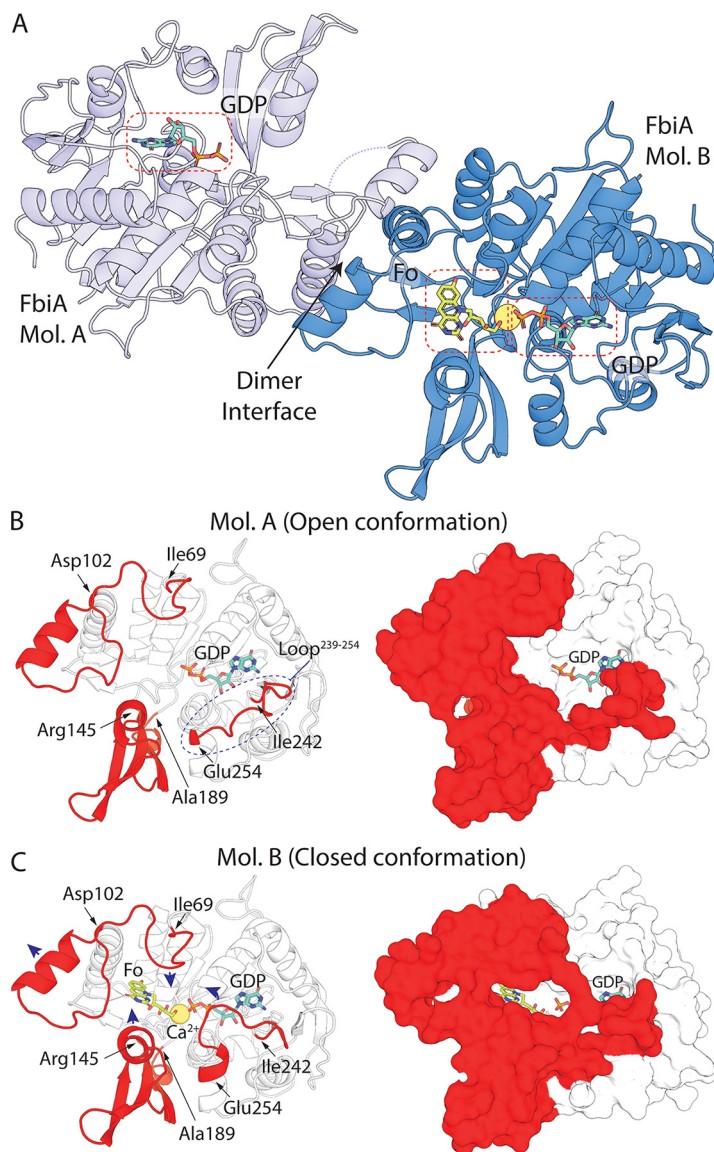 A
GDP
FbiA
Mol. B
Fo
FbiA
Mol. A
Dimer
Interface
GDP
B
Mol. A (Open conformation)
Asp102
Ile69
GDP
Loop²³⁹⁻²⁵⁴
GDP
Arg145
Ile242
Glu254
Ala189
C
Mol. B (Closed conformation)
Asp102
Ile69
Fo
GDP
GDP
Ca²⁺
Arg145
Ile242
Glu254
Ala189